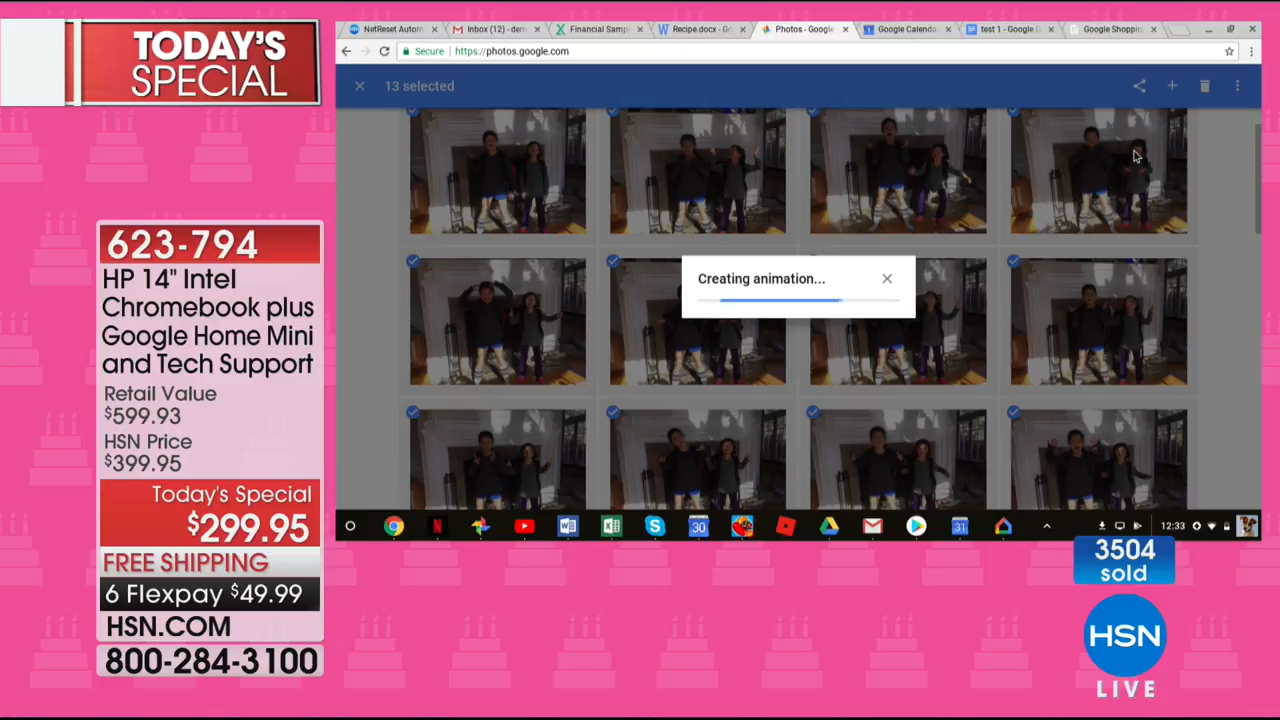 TODAY'S
SPECIAL
623-794
HP 14" Intel
Chromebook plus
Google Home Mini
and Tech Support
Retail Value
$599.93
HSN Price
$399.95
Today's Special
$299.95
FREE SHIPPING
6 Flexpay $49.99
HSN.COM
800-284-3100
NetReset Autom
Inbox (12) - dem
Financial Samp
Recipe.docx - Go
Photos - Google
Google Calenda
test 1 - Google D
Google Shopping
Secure
https://photos.google.com
13 selected
Creating animation...
30
31
12:33
3504
sold
HSN
LIVE